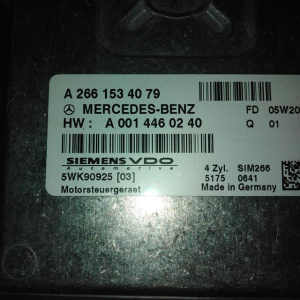 A 266 153 40 79
MERCEDES-BENZ FD 05W20
HW : A 001 446 02 40 Q 01
SIEMENS VDO
Automotive
4 Zyl. SIM266
5WK90925 [03] 5175 0641
Motorsteuergeraet Made in Germany